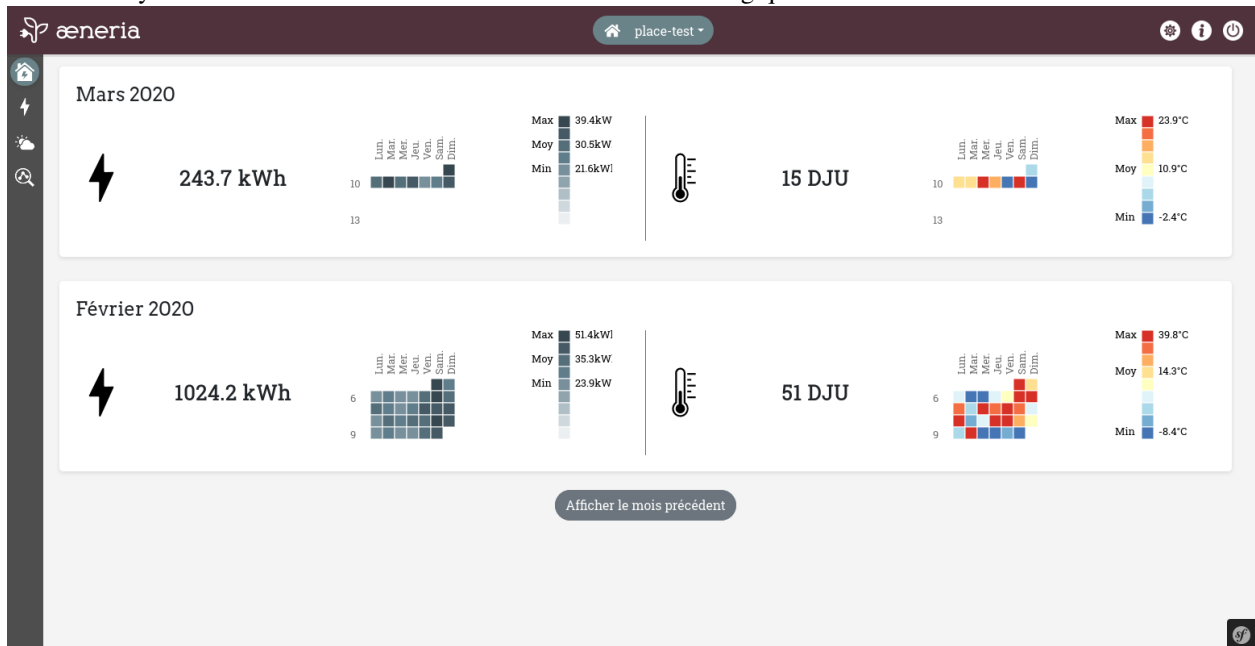 æneria
place-test
Mars 2020
243.7 kWh
Lun.
Mar.
Mer.
Jeu.
Ven.
Sam.
Dim.
10
13
Max 39.4kW
Moy 30.5kW
Min 21.6kW
15 DJU
Lun.
Mar.
Mer.
Jeu.
Ven.
Sam.
Dim.
10
13
Max 23.9°C
Moy 10.9°C
Min -2.4°C
Février 2020
1024.2 kWh
Lun.
Mar.
Mer.
Jeu.
Ven.
Sam.
Dim.
6
9
Max 51.4kW
Moy 35.3kW
Min 23.9kW
51 DJU
Lun.
Mar.
Mer.
Jeu.
Ven.
Sam.
Dim.
6
9
Max 39.8°C
Moy 14.3°C
Min -8.4°C
Afficher le mois précédent
sf